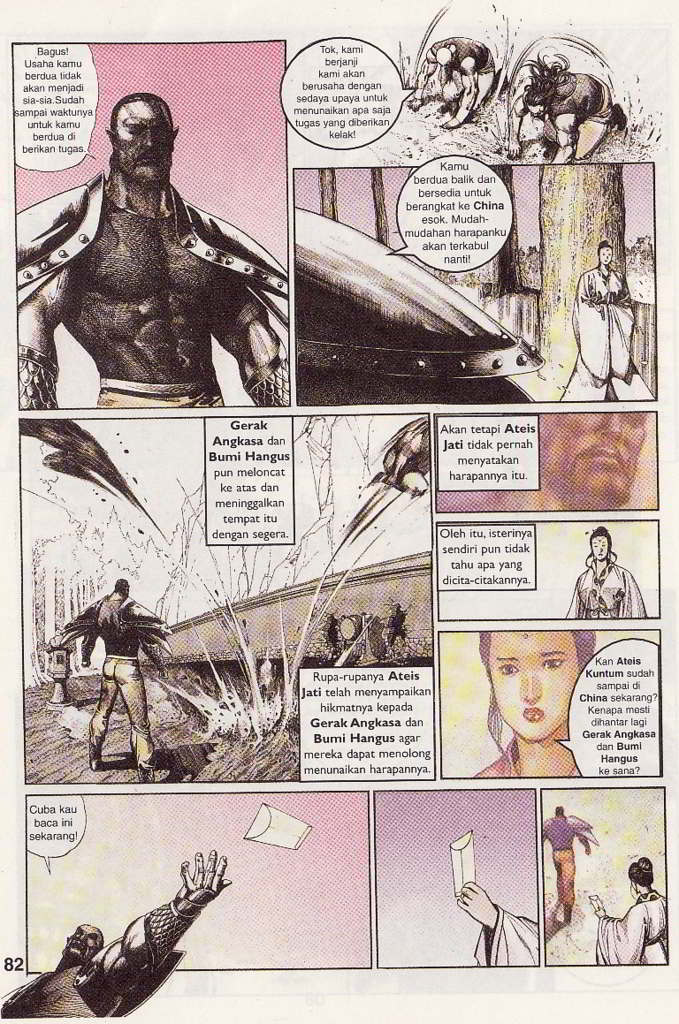 Bagus!
Usaha kamu
berdua tidak
akan menjadi
sia-sia.Sudah
sampai waktunya
untuk kamu
berdua di
berikan tugas.
Tok, kami
berjanji
kami akan
berusaha dengan
sedaya upaya untuk
menunaikan apa saja
tugas yang diberikan
kelak!
Kamu
berdua balik dan
bersedia untuk
berangkat ke China
esok. Mudah-
mudahan harapanku
akan terkabul
nanti!
Gerak
Angkasa dan
Bumi Hangus
pun meloncat
ke atas dan
meninggalkan
tempat itu
dengan segera.
Rupa-rupanya Ateis
Jati telah menyampaikan
hikmatnya kepada
Gerak Angkasa dan
Bumi Hangus agar
mereka dapat menolong
menunaikan harapannya.
Akan tetapi Ateis
Jati tidak pernah
menyatakan
harapannya itu.
Oleh itu, isterinya
sendiri pun tidak
tahu apa yang
dicita-citakannya.
Kan Ateis
Kuntum sudah
sampai di
China sekarang?
Kenapa mesti
dihantar lagi
Gerak Angkasa
dan Bumi
Hangus
ke sana?
Cuba kau
baca ini
sekarang!
82